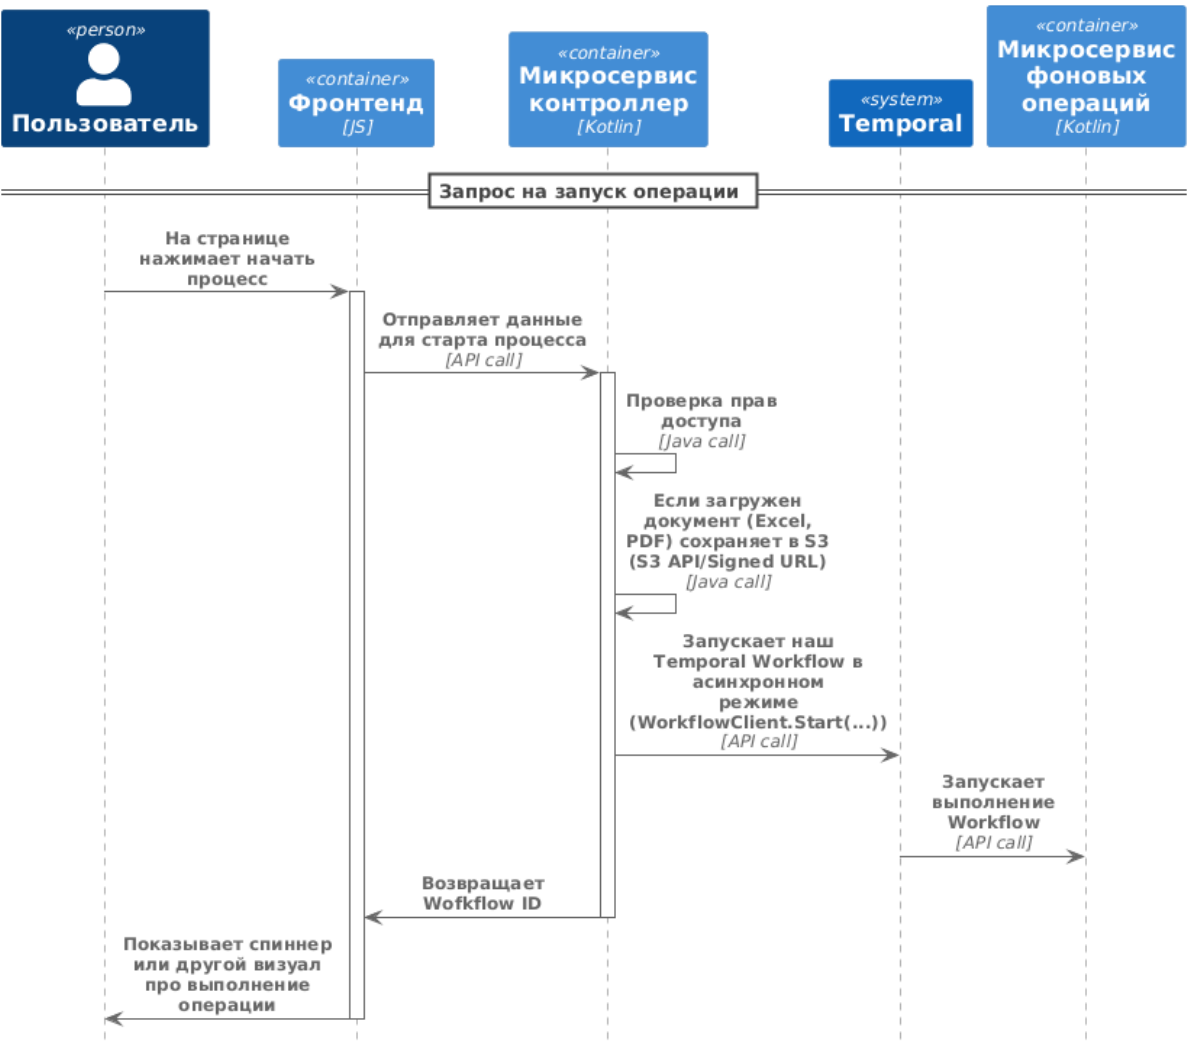 «person»
Пользователь
«container»
Фронтенд
[JS]
«container»
Микросервис
контроллер
[Kotlin]
«system»
Temporal
«container»
Микросервис
фоновых
операций
[Kotlin]
Запрос на запуск операции
На странице
нажимает начать
процесс
Отправляет данные
для старта процесса
[API call]
Проверка прав
доступа
[Java call]
Если загружен
документ (Excel,
PDF) сохраняет в S3
(S3 API/Signed URL)
[Java call]
Запускает наш
Temporal Workflow в
асинхронном
режиме
(WorkflowClient.Start(...))
[API call]
Запускает
выполнение
Workflow
[API call]
Возвращает
Wofkflow ID
Показывает спиннер
или другой визуал
про выполнение
операции